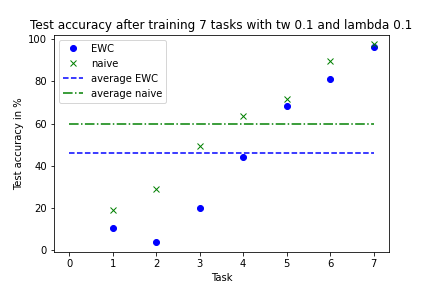 Test accuracy after training 7 tasks with tw 0.1 and lambda 0.1
100
80
60
40
20
0
Test accuracy in %
EWC
naive
average EWC
average naive
0 1 2 3 4 5 6 7
Task